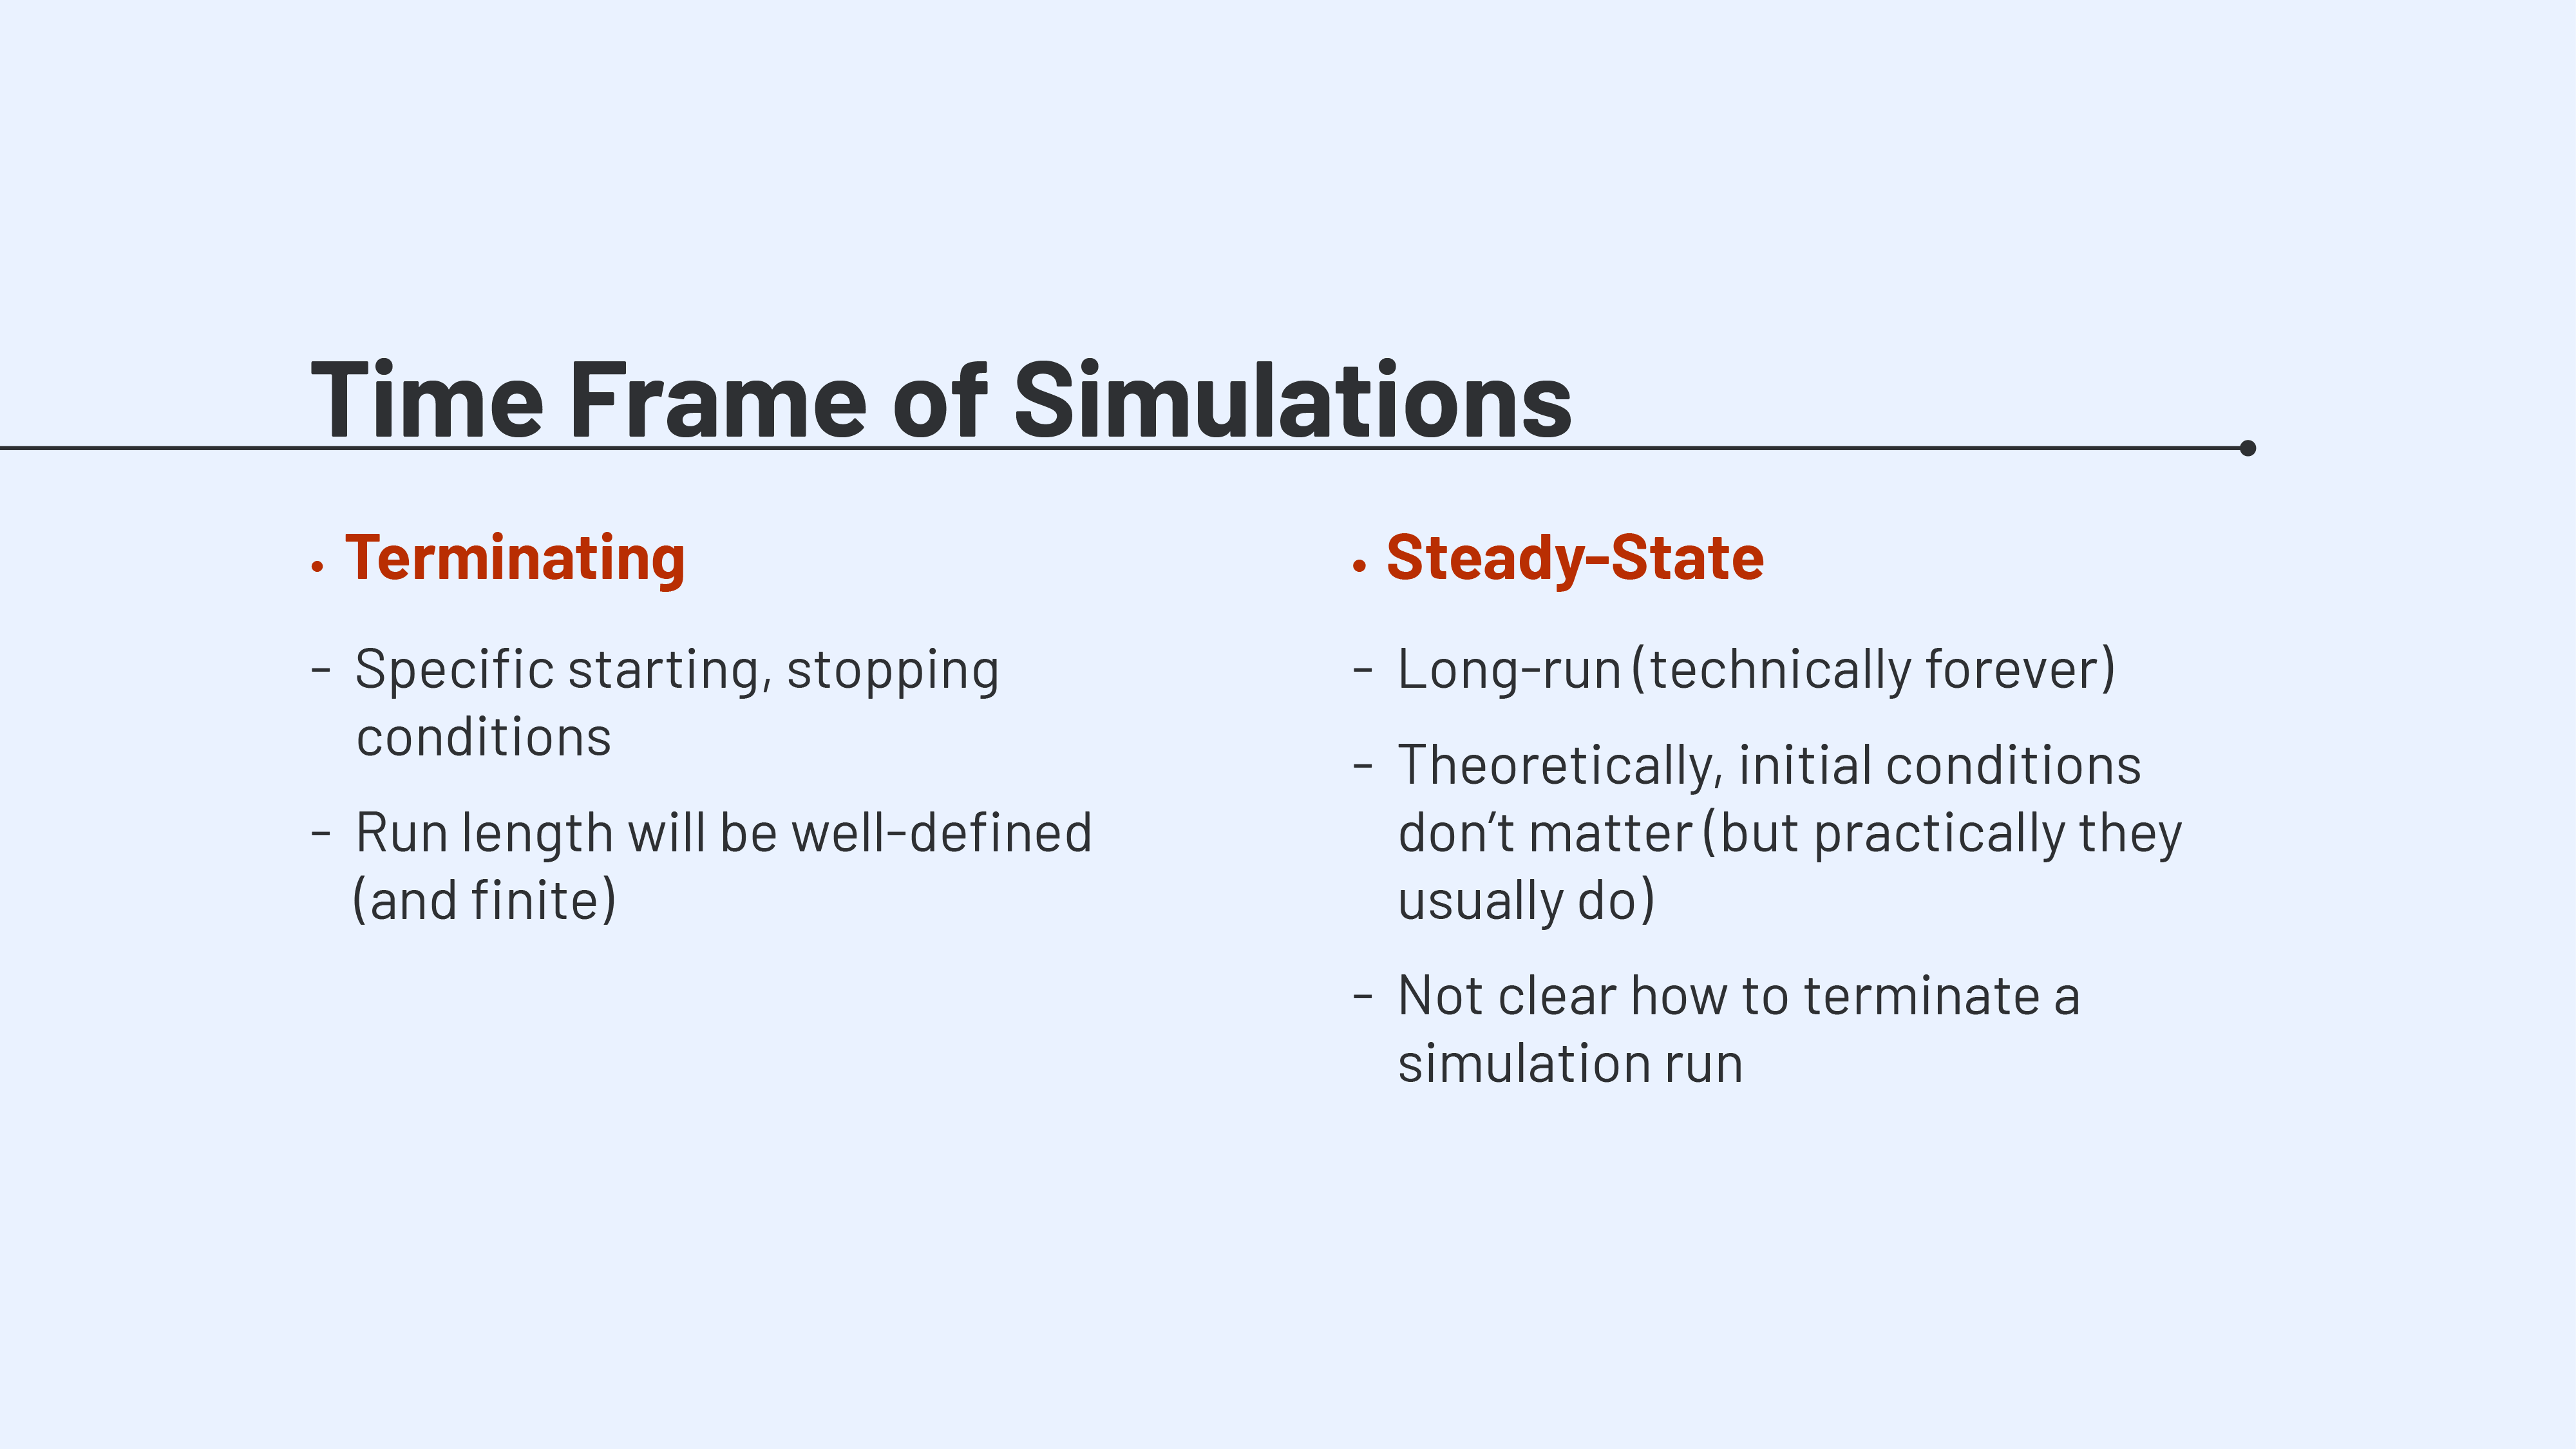 Time Frame of Simulations
• Terminating
- Specific starting, stopping
conditions
- Run length will be well-defined
(and finite)
• Steady-State
- Long-run (technically forever)
- Theoretically, initial conditions
don’t matter (but practically they
usually do)
- Not clear how to terminate a
simulation run